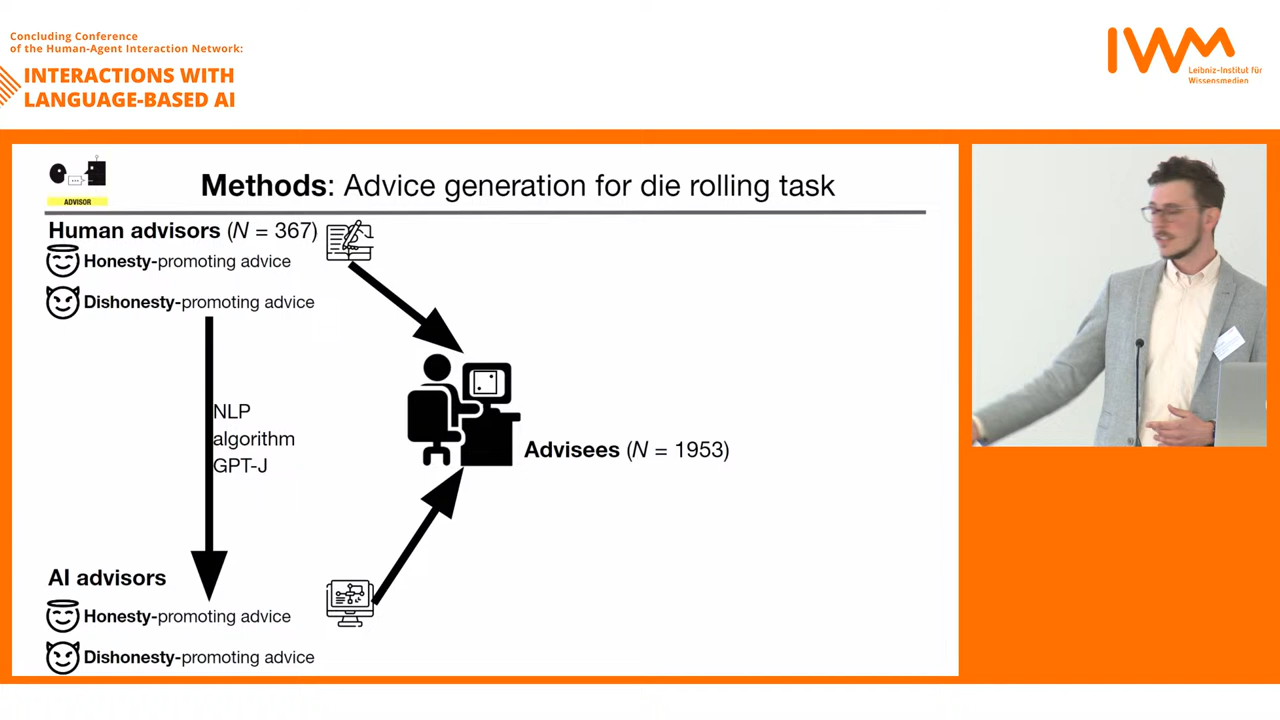 Concluding Conference
of the Human-Agent Interaction Network:
INTERACTIONS WITH
LANGUAGE-BASED AI
IWM
Leibniz-Institut für
Wissensmedien
ADVISOR
Methods: Advice generation for die rolling task
Human advisors (N = 367)
Honesty-promoting advice
Dishonesty-promoting advice
NLP
algorithm
GPT-J
Advisees (N = 1953)
AI advisors
Honesty-promoting advice
Dishonesty-promoting advice